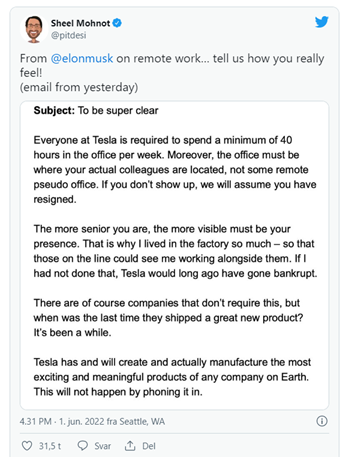 Sheel Mohnot
@pitdesi
From @elonmusk on remote work... tell us how you really
feel!
(email from yesterday)
Subject: To be super clear
Everyone at Tesla is required to spend a minimum of 40
hours in the office per week. Moreover, the office must be
where your actual colleagues are located, not some remote
pseudo office. If you don't show up, we will assume you have
resigned.
The more senior you are, the more visible must be your
presence. That is why I lived in the factory so much – so that
those on the line could see me working alongside them. If I
had not done that, Tesla would long ago have gone bankrupt.
There are of course companies that don't require this, but
when was the last time they shipped a great new product?
It's been a while.
Tesla has and will create and actually manufacture the most
exciting and meaningful products of any company on Earth.
This will not happen by phoning it in.
4.31 PM · 1. jun. 2022 fra Seattle, WA
31,5 t Svar Del